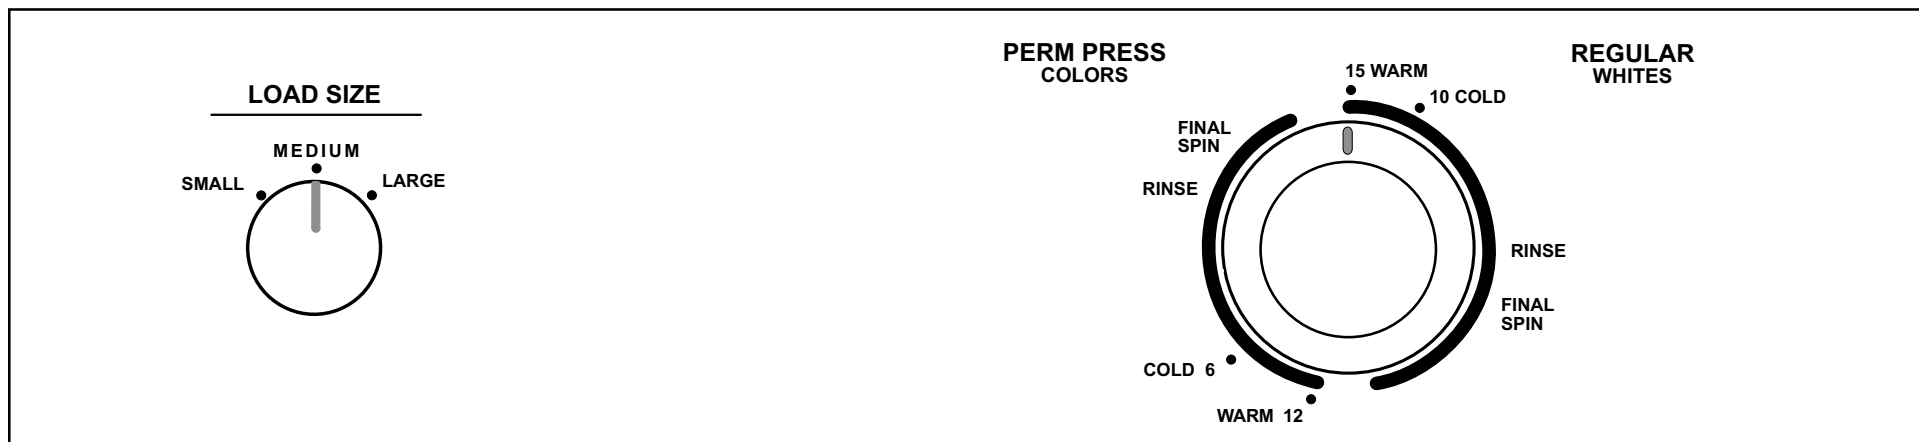 LOAD SIZE
MEDIUM
SMALL
LARGE
PERM PRESS
COLORS
REGULAR
WHITES
15 WARM
10 COLD
FINAL
SPIN
RINSE
RINSE
FINAL
SPIN
COLD 6
WARM 12